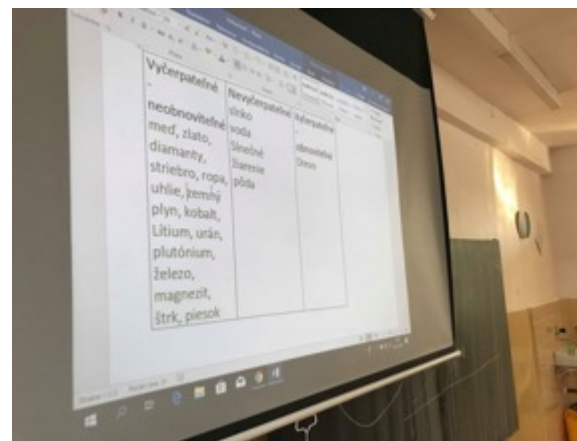 Vyčerpateľné
-
neobnoviteľné
meď, zlato,
diamanty,
striebro, ropa,
uhlie, zemný
plyn, kobalt,
Lítium, urán,
plutónium,
železo,
magnezit,
štrk, piesok
Nevyčerpateľné
slnko
voda
Slnečné
žiarenie
pôda
Vyčerpateľné
-
obnoviteľné
Drevo